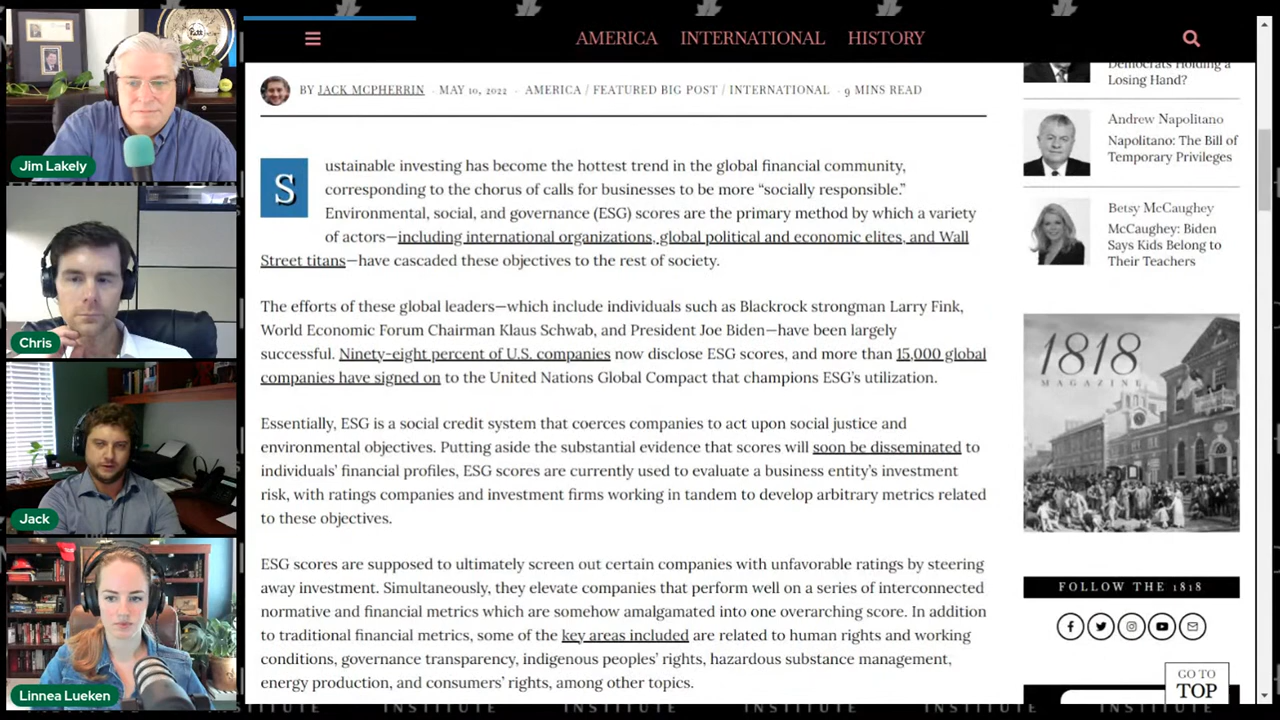 AMERICA INTERNATIONAL HISTORY
BY JACK MCPHERRIN · MAY 10, 2022 · AMERICA / FEATURED BIG POST / INTERNATIONAL · 9 MINS READ
Sustainable investing has become the hottest trend in the global financial community,
corresponding to the chorus of calls for businesses to be more “socially responsible.”
Environmental, social, and governance (ESG) scores are the primary method by which a variety
of actors—including international organizations, global political and economic elites, and Wall
Street titans—have cascaded these objectives to the rest of society.
The efforts of these global leaders—which include individuals such as Blackrock strongman Larry Fink,
World Economic Forum Chairman Klaus Schwab, and President Joe Biden—have been largely
successful. Ninety-eight percent of U.S. companies now disclose ESG scores, and more than 15,000 global
companies have signed on to the United Nations Global Compact that champions ESG’s utilization.
Essentially, ESG is a social credit system that coerces companies to act upon social justice and
environmental objectives. Putting aside the substantial evidence that scores will soon be disseminated to
individuals’ financial profiles, ESG scores are currently used to evaluate a business entity’s investment
risk, with ratings companies and investment firms working in tandem to develop arbitrary metrics related
to these objectives.
ESG scores are supposed to ultimately screen out certain companies with unfavorable ratings by steering
away investment. Simultaneously, they elevate companies that perform well on a series of interconnected
normative and financial metrics which are somehow amalgamated into one overarching score. In addition
to traditional financial metrics, some of the key areas included are related to human rights and working
conditions, governance transparency, indigenous peoples’ rights, hazardous substance management,
energy production, and consumers’ rights, among other topics.
Democrats Holding a
Losing Hand?
Andrew Napolitano
Napolitano: The Bill of
Temporary Privileges
Betsy McCaughey
McCaughey: Biden
Says Kids Belong to
Their Teachers
1818
MAGAZINE
FOLLOW THE 1818
GO TO
TOP
Jim Lakely
Chris
Jack
Linnea Lueken
INSTITUTE INSTITUTE INSTITUTE INSTITUTE INSTITUTE